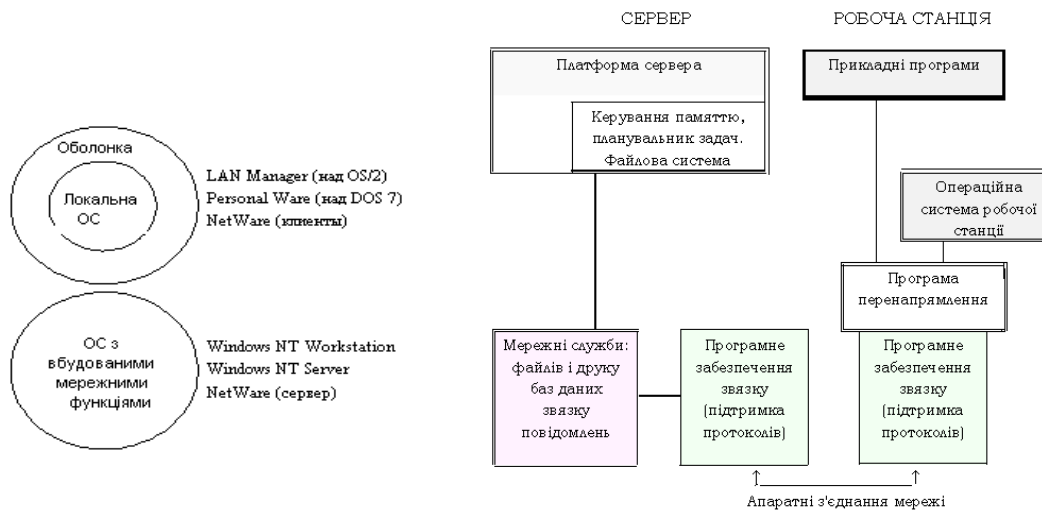 Оболонка
Локальна
ОС
LAN Manager (над OS/2)
Personal Ware (над DOS 7)
NetWare (клиенты)
ОС з
вбудованими
мережними
функціями
Windows NT Workstation
Windows NT Server
NetWare (сервер)
СЕРВЕР
Платформа сервера
Керування памяттю,
планувальник задач.
Файлова система
Мережні служби:
файлів і друку
баз даних
звязку
повідомлень
Програмне
забезпечення
звязку
(підтримка
протоколів)
РОБОЧА СТАНЦІЯ
Прикладні програми
Операційна
система робочої
станції
Програма
перенапрямлення
Програмне
забезпечення
звязку
(підтримка
протоколів)
Апаратні з'єднання мережі